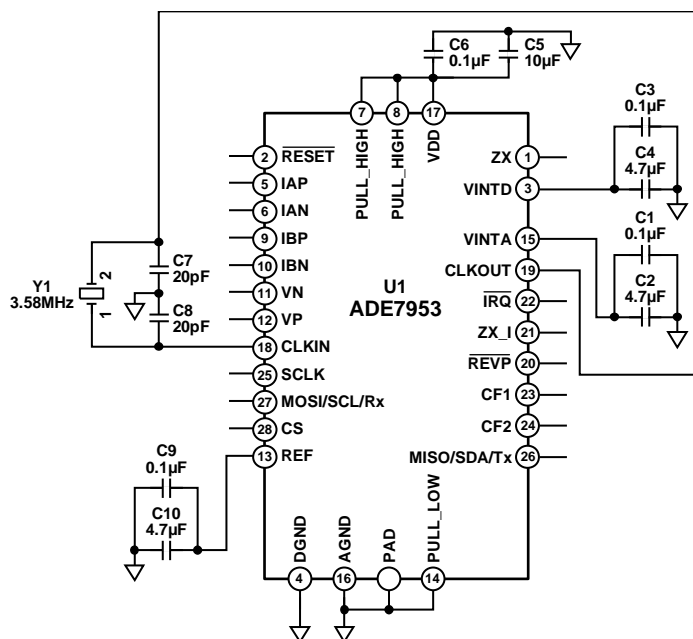 C6
0.1µF
C5
10µF
7
8
17
PULL_HIGH
PULL_HIGH
VDD
C3
0.1µF
C4
4.7µF
2
RESET
5
IAP
6
IAN
9
IBP
10
IBN
11
VN
12
VP
18
CLKIN
25
SCLK
27
MOSI/SCL/Rx
28
CS
13
REF
ZX
1
VINTD
3
VINTA
15
CLKOUT
19
IRQ
22
ZX_I
21
REVP
20
CF1
23
CF2
24
MISO/SDA/Tx
26
U1
ADE7953
C1
0.1µF
C2
4.7µF
Y1
3.58MHz
2
1
C7
20pF
C8
20pF
C9
0.1µF
C10
4.7µF
DGND
AGND
PAD
PULL_LOW
4
16
14